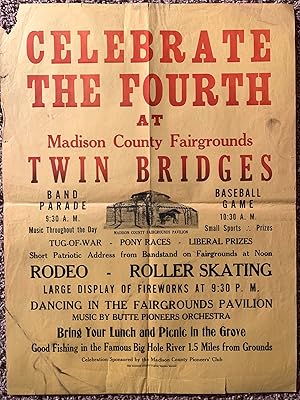 CELEBRATE
THE FOURTH
AT
Madison County Fairgrounds
TWIN BRIDGES
BAND
PARADE
9:30 A. M.
Music Throughout the Day
MADISON COUNTY FAIRGROUNDS PAVILION
BASEBALL
GAME
10:30 A. M.
Small Sports : . Prizes
TUG-OF-WAR - PONY RACES - LIBERAL PRIZES
Short Patriotic Address from Bandstand on Fairgrounds at Noon
RODEO - ROLLER SKATING
LARGE DISPLAY OF FIREWORKS AT 9:30 P. M.
DANCING IN THE FAIRGROUNDS PAVILION
MUSIC BY BUTTE PIONEERS ORCHESTRA
Bring Your Lunch and Picnic In the Grove
Good Fishing in the Famous Big Hole River 1.5 Miles from Grounds
Celebration Sponsored by the Madison County Pioneers' Club